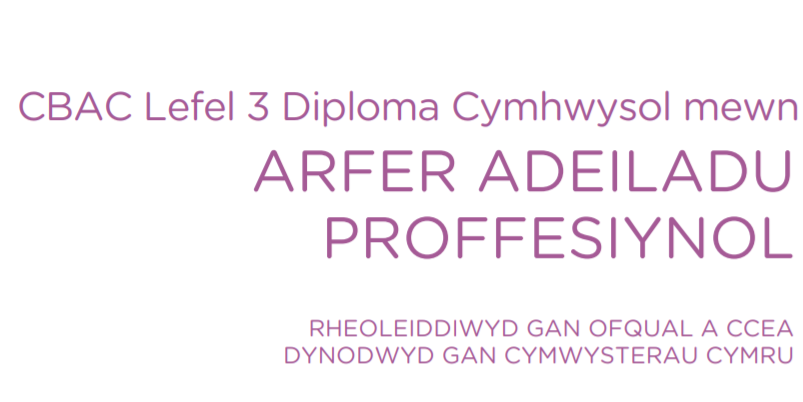 CBAC Lefel 3 Diploma Cymhwysol mewn
ARFER ADEILADU
PROFFESIYNOL
RHEOLEIDDIWYD GAN OFQUAL A CCEA
DYNODWYD GAN CYMWYSTERAU CYMRU